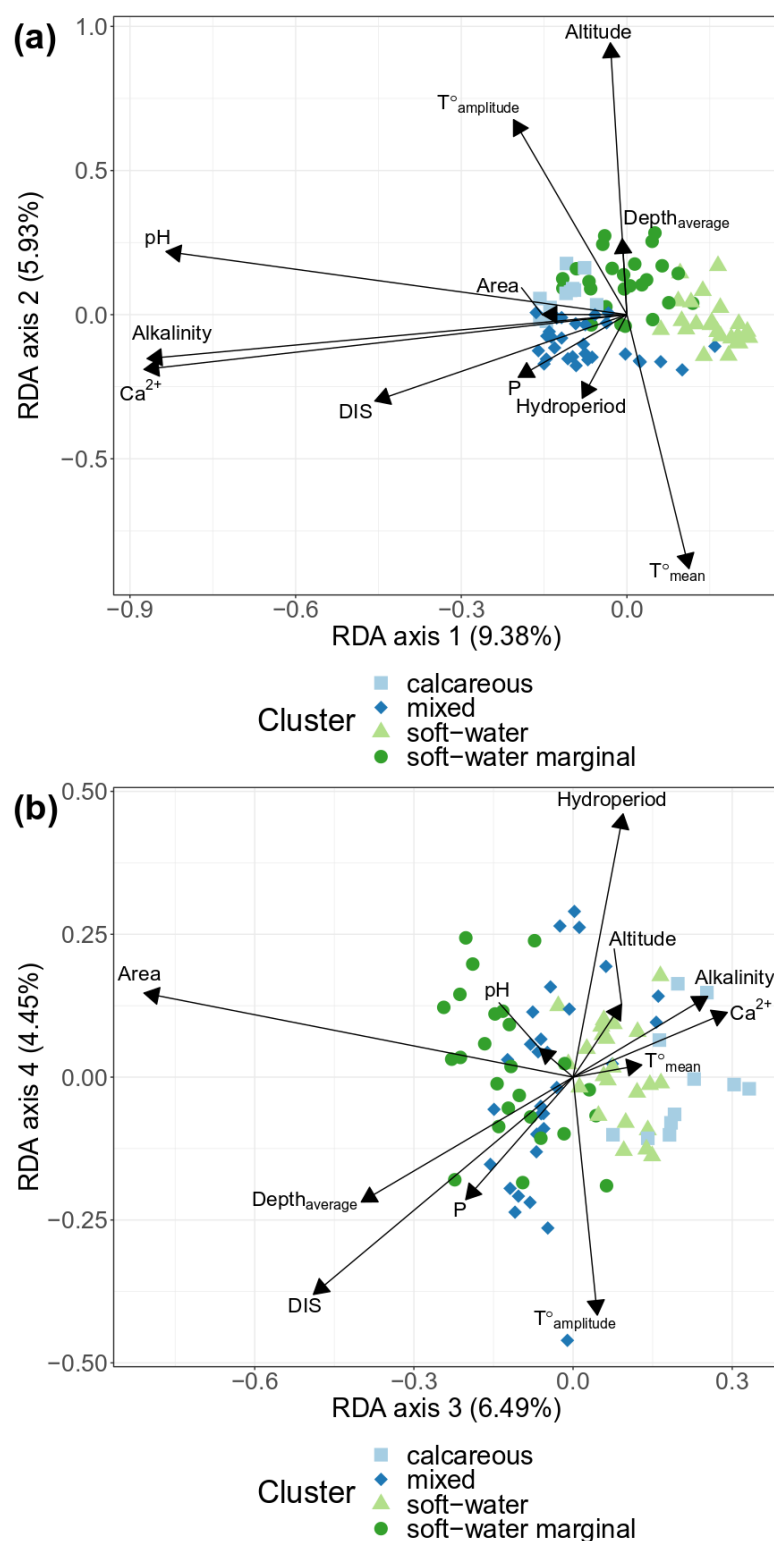 (a)
RDA axis 2 (5.93%)
1.0
0.5
0.0
−0.5
Altitude
T°amplitude
Depthaverage
pH
Area
Alkalinity
Ca2+
DIS
P
Hydroperiod
T°mean
−0.9 −0.6 −0.3 0.0
RDA axis 1 (9.38%)
Cluster
calcareous
mixed
soft−water
soft−water marginal
(b)
RDA axis 4 (4.45%)
0.50
0.25
0.00
−0.25
−0.50
Hydroperiod
Altitude
Area
pH
Alkalinity
Ca2+
T°mean
Depthaverage
P
DIS
T°amplitude
−0.6 −0.3 0.0 0.3
RDA axis 3 (6.49%)
Cluster
calcareous
mixed
soft−water
soft−water marginal